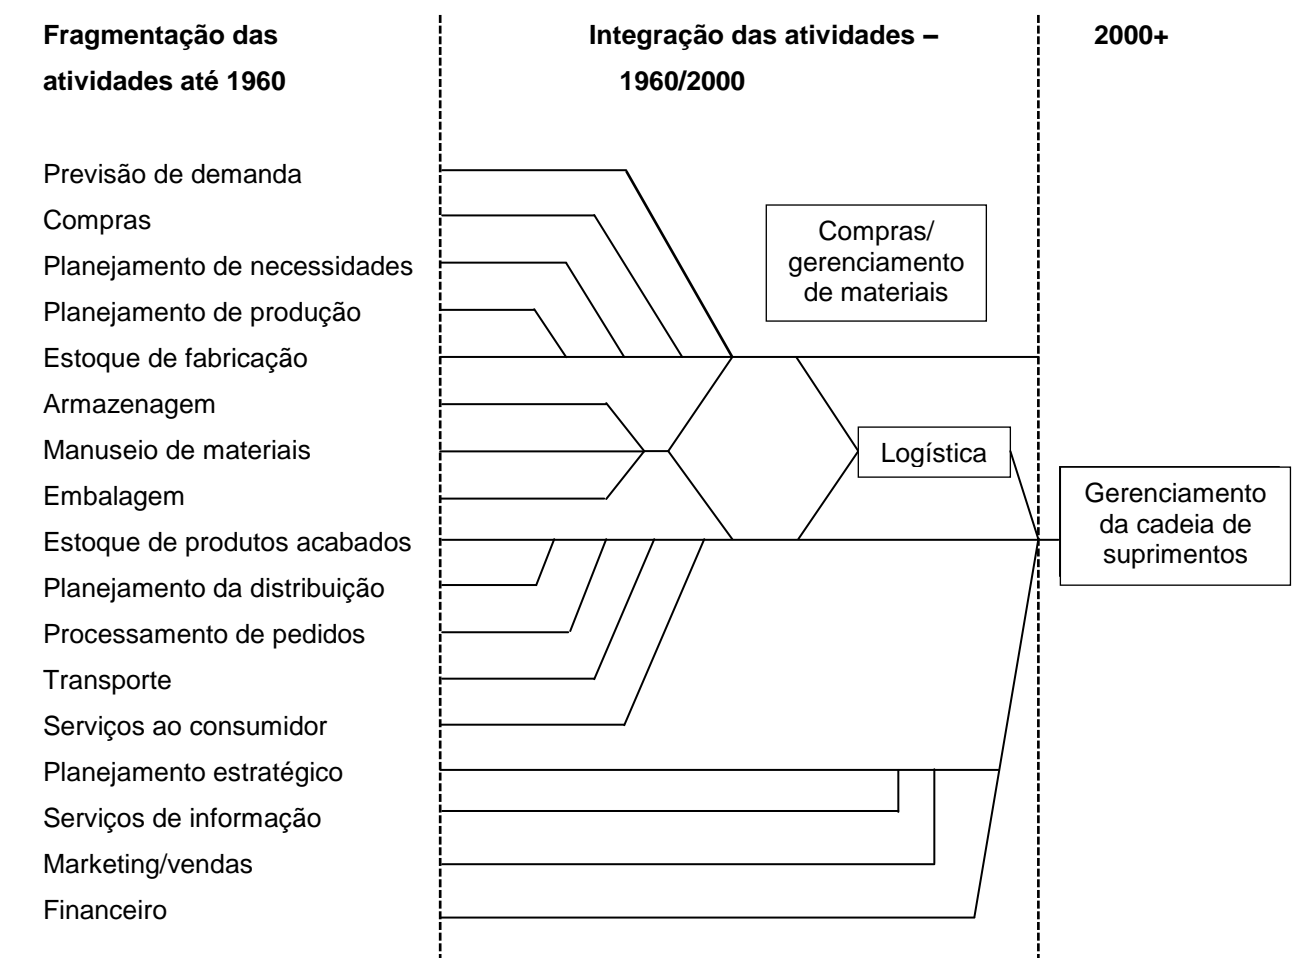 Fragmentação das
atividades até 1960
Integração das atividades –
1960/2000
2000+
Previsão de demanda
Compras
Planejamento de necessidades
Planejamento de produção
Estoque de fabricação
Armazenagem
Manuseio de materiais
Embalagem
Estoque de produtos acabados
Planejamento da distribuição
Processamento de pedidos
Transporte
Serviços ao consumidor
Planejamento estratégico
Serviços de informação
Marketing/vendas
Financeiro
Compras/
gerenciamento
de materiais
Logística
Gerenciamento
da cadeia de
suprimentos